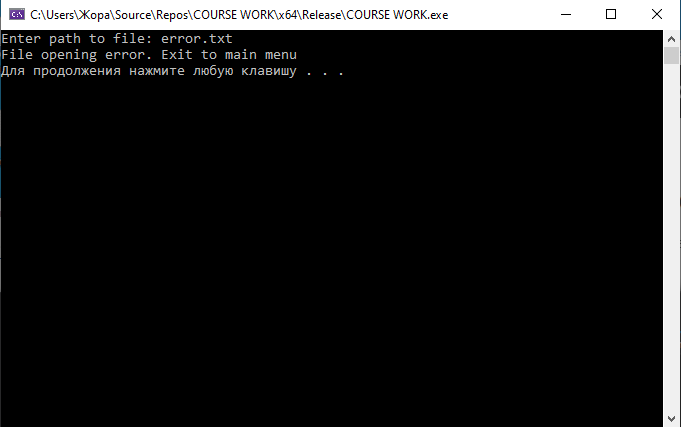 C:\Users\Жора\Source\Repos\COURSE WORK\x64\Release\COURSE WORK.exe
Enter path to file: error.txt
File opening error. Exit to main menu
Для продолжения нажмите любую клавишу . . .